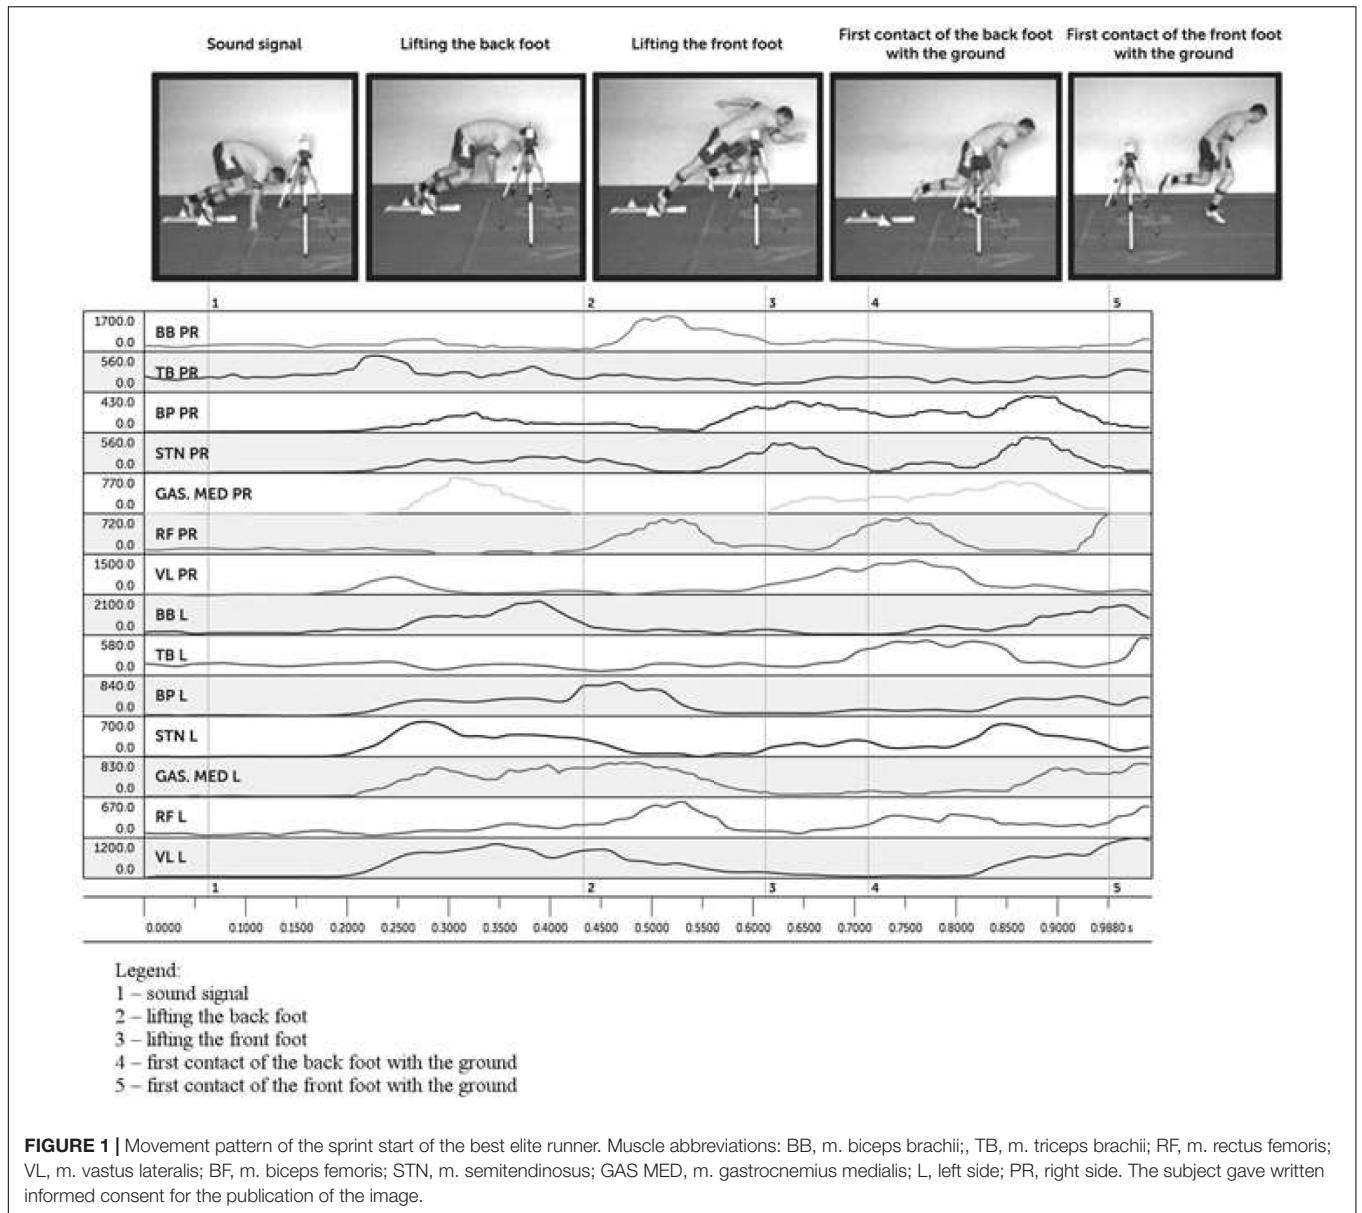 Sound signal
Lifting the back foot
Lifting the front foot
First contact of the back foot
with the ground
First contact of the front foot
with the ground
1 2 3 4 5
1700.0
0.0
BB PR
560.0
0.0
TB PR
430.0
0.0
BP PR
560.0
0.0
STN PR
770.0
0.0
GAS. MED PR
720.0
0.0
RF PR
1500.0
0.0
VL PR
2100.0
0.0
BB L
580.0
0.0
TB L
840.0
0.0
BP L
700.0
0.0
STN L
830.0
0.0
GAS. MED L
670.0
0.0
RF L
1200.0
0.0
VL L
1 2 3 4 5
0.0000 0.1000 0.1500 0.2000 0.2500 0.3000 0.3500 0.4000 0.4500 0.5000 0.5500 0.6000 0.6500 0.7000 0.7500 0.8000 0.8500 0.9000 0.9880 s
Legend:
1 – sound signal
2 – lifting the back foot
3 – lifting the front foot
4 – first contact of the back foot with the ground
5 – first contact of the front foot with the ground
FIGURE 1 | Movement pattern of the sprint start of the best elite runner. Muscle abbreviations: BB, m. biceps brachii;, TB, m. triceps brachii; RF, m. rectus femoris;
VL, m. vastus lateralis; BF, m. biceps femoris; STN, m. semitendinosus; GAS MED, m. gastrocnemius medialis; L, left side; PR, right side. The subject gave written
informed consent for the publication of the image.